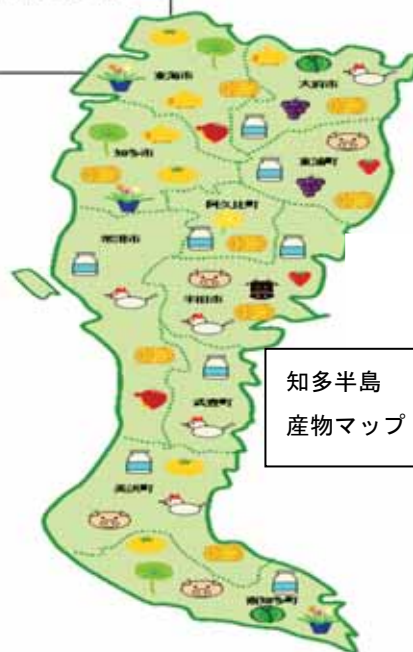 東海市
大府市
知多市
東浦町
阿久比町
常滑市
半田市
武豊町
知多半島
産物マップ
美浜町
南知多町